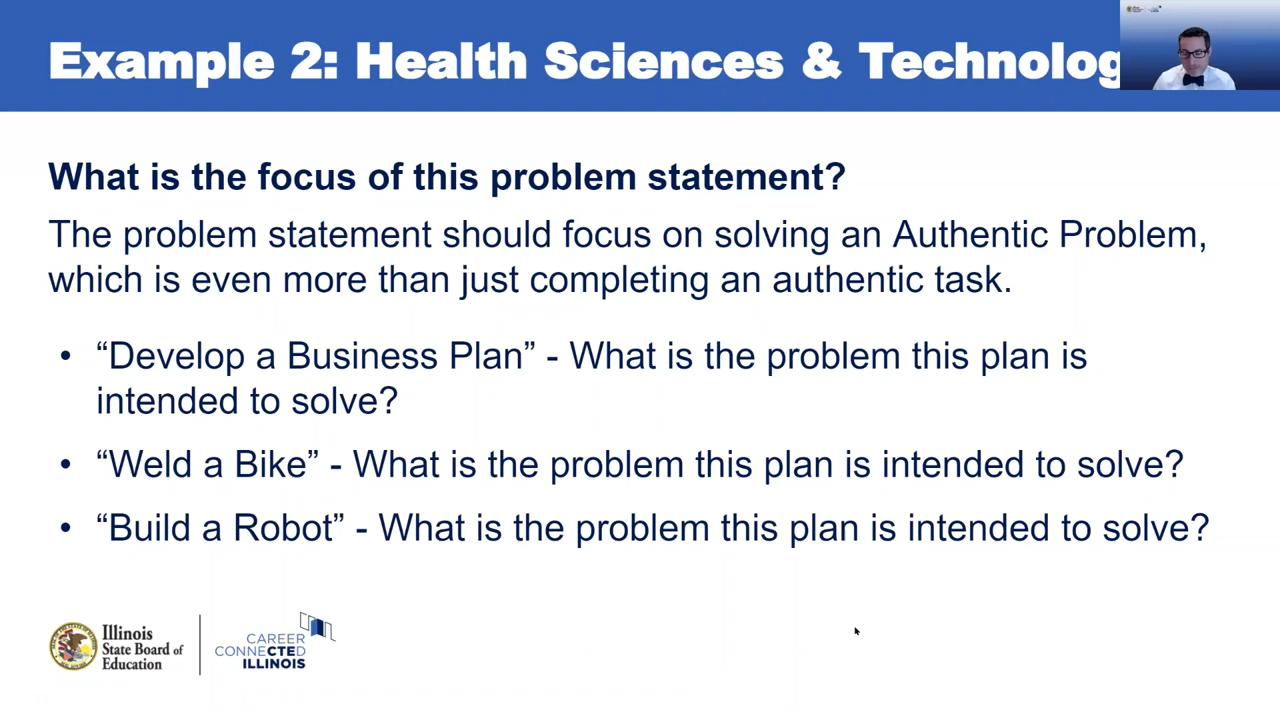 Example 2: Health Sciences & Technolog
What is the focus of this problem statement?
The problem statement should focus on solving an Authentic Problem,
which is even more than just completing an authentic task.
• “Develop a Business Plan” - What is the problem this plan is
intended to solve?
• “Weld a Bike” - What is the problem this plan is intended to solve?
• “Build a Robot” - What is the problem this plan is intended to solve?
Illinois
State Board of
Education
CAREER
CONNECTED
ILLINOIS